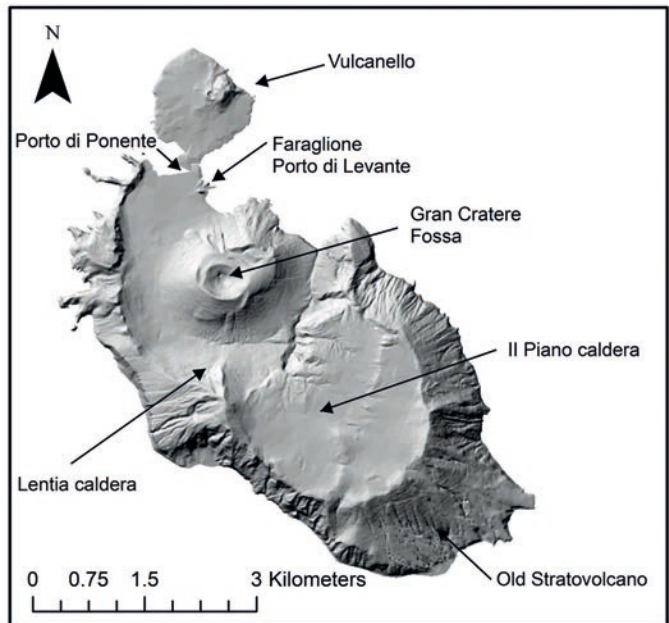 N
Vulcanello
Porto di Ponente
Faraglione
Porto di Levante
Gran Cratere
Fossa
Il Piano caldera
Lentia caldera
0 0.75 1.5 3 Kilometers
Old Stratovolcano